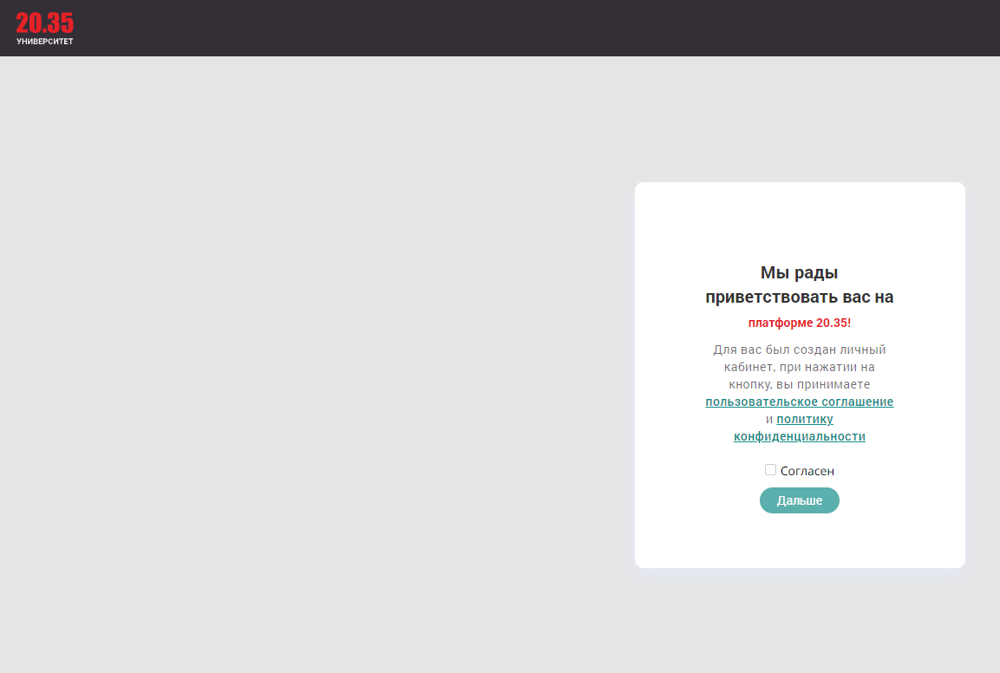 20.35
УНИВЕРСИТЕТ
Мы рады
приветствовать вас на
платформе 20.35!
Для вас был создан личный
кабинет, при нажатии на
кнопку, вы принимаете
пользовательское соглашение
и политику
конфиденциальности
Согласен
Дальше